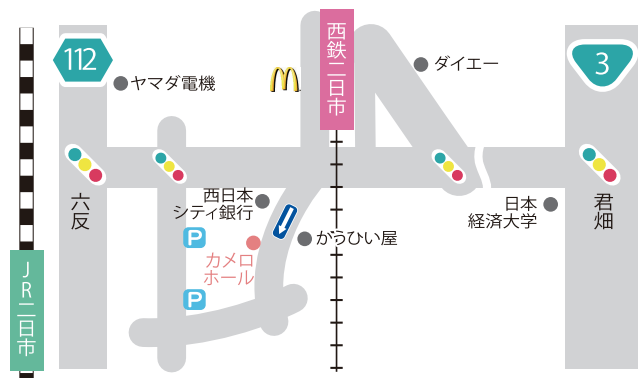 112
ヤマダ電機
西鉄二日市
ダイエー
3
六反
西日本
シティ銀行
かうひい屋
日本
経済大学
君畑
P
カメロ
ホール
P
JR二日市